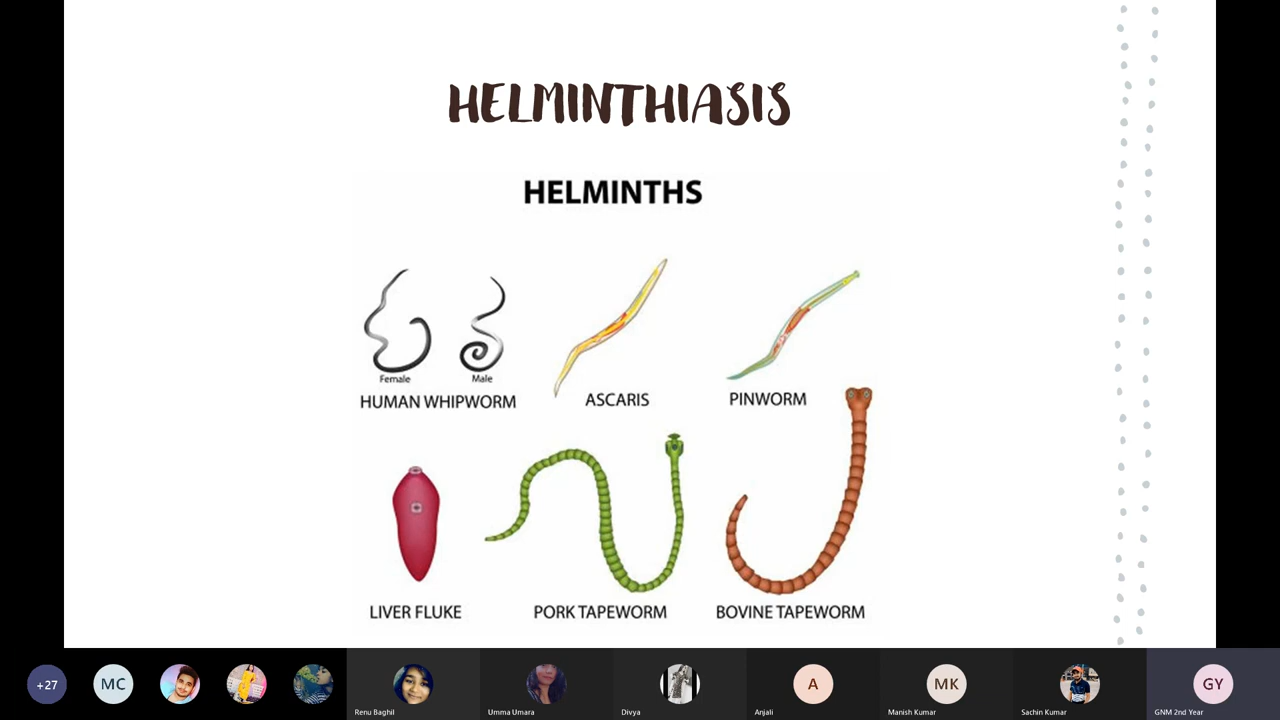 HELMINTHIASIS
HELMINTHS
Female
Male
HUMAN WHIPWORM
ASCARIS
PINWORM
LIVER FLUKE
PORK TAPEWORM
BOVINE TAPEWORM
+27
MC
A
MK
GY
Renu Baghil
Umma Umara
Divya
Anjali
Manish Kumar
Sachin Kumar
GNM 2nd Year